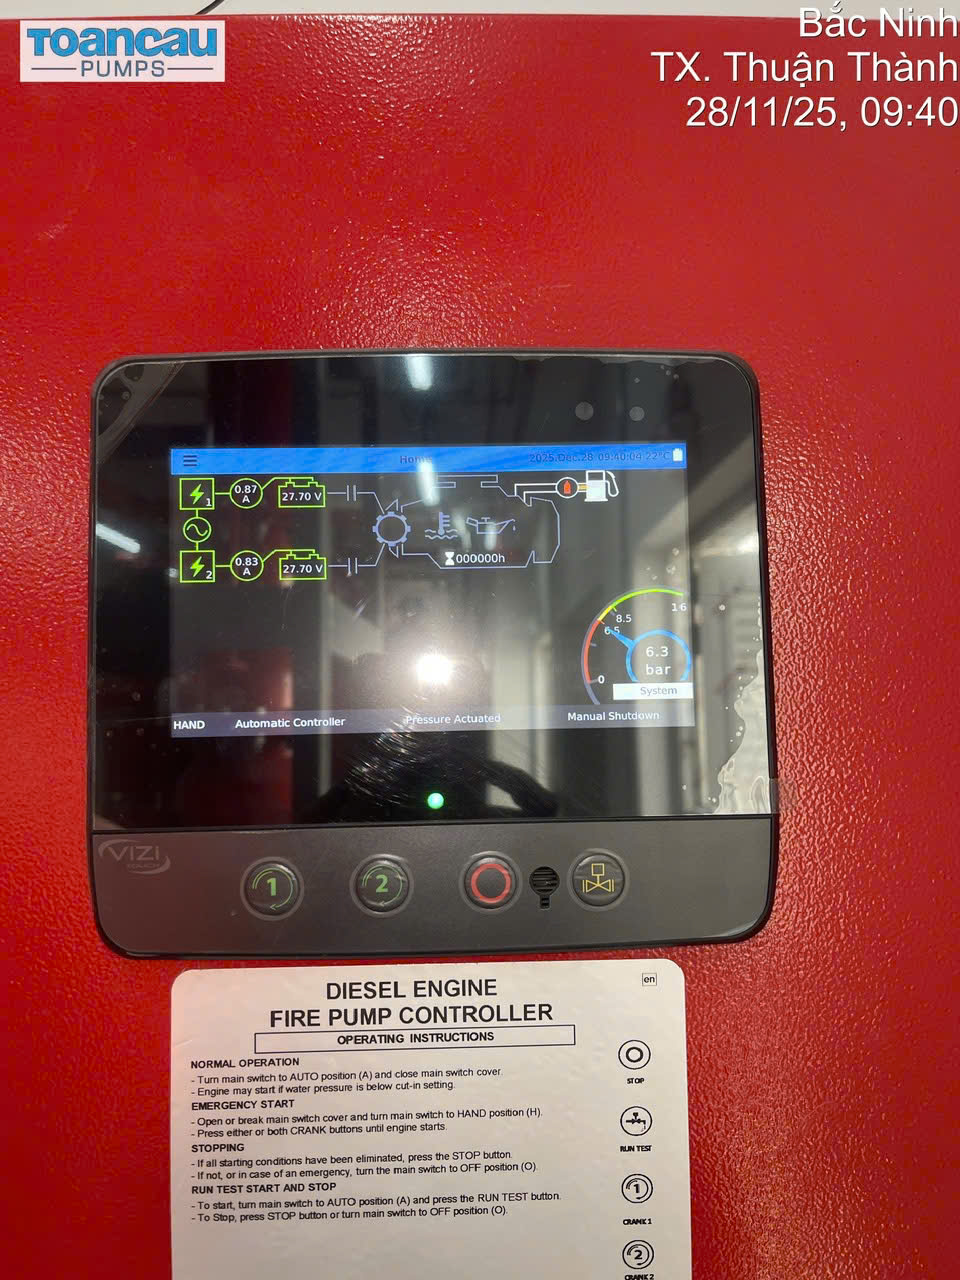 TOANCAU
PUMPS
Bắc Ninh
TX. Thuận Thành
28/11/25, 09:40
Home
2025.Dec.28 09:40:04 22°C
1
0.87
A
27.70 V
2
0.83
A
27.70 V
000000h
16
8.5
6.5
0
6.3
bar
System
HAND
Automatic Controller
Pressure Actuated
Manual Shutdown
VIZI
TOUCH
1
2
en
DIESEL ENGINE
FIRE PUMP CONTROLLER
OPERATING INSTRUCTIONS
NORMAL OPERATION
- Turn main switch to AUTO position (A) and close main switch cover.
- Engine may start if water pressure is below cut-in setting.
EMERGENCY START
- Open or break main switch cover and turn main switch to HAND position (H).
- Press either or both CRANK buttons until engine starts.
STOPPING
- If all starting conditions have been eliminated, press the STOP button.
- If not, or in case of an emergency, turn the main switch to OFF position (O).
RUN TEST START AND STOP
- To start, turn main switch to AUTO position (A) and press the RUN TEST button.
- To Stop, press STOP button or turn main switch to OFF position (O).
STOP
RUN TEST
1
CRANK 1
2
CRANK 2